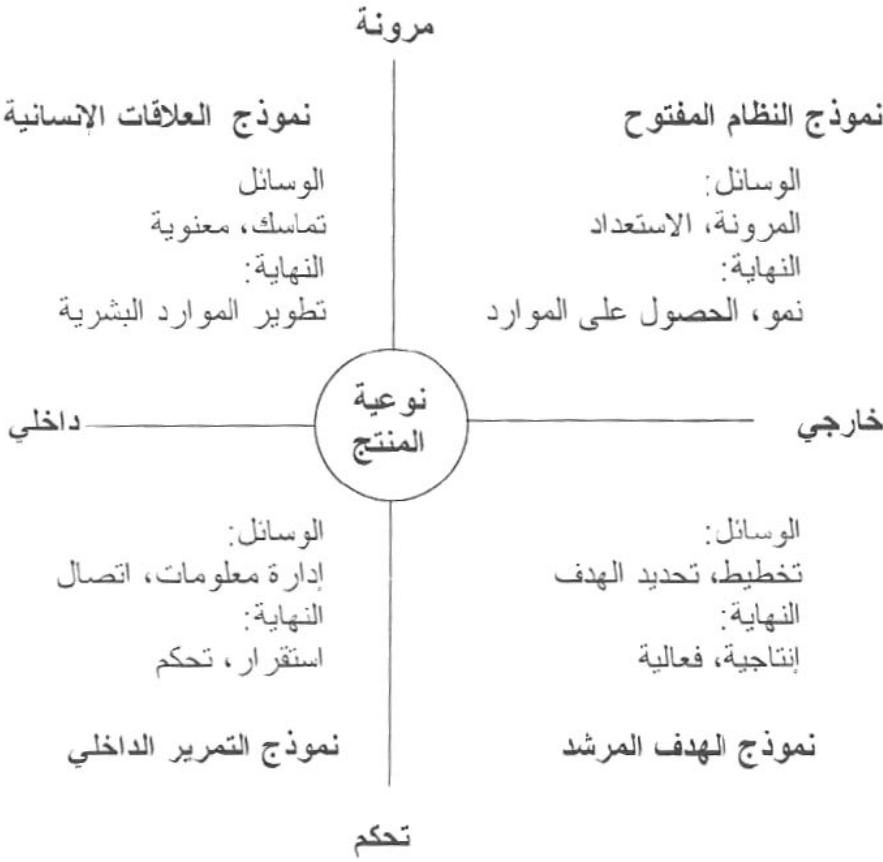 مرونة
نموذج النظام المفتوح
الوسائل:
المرونة، الاستعداد
النهاية:
نمو، الحصول على الموارد
نموذج العلاقات الإنسانية
الوسائل
تماسك، معنوية
النهاية:
تطوير الموارد البشرية
خارجي
نوعية
المنتج
داخلي
الوسائل:
تخطيط، تحديد الهدف
النهاية:
إنتاجية، فعالية
نموذج الهدف المرشد
الوسائل:
إدارة معلومات، اتصال
النهاية:
استقرار، تحكم
نموذج التمرير الداخلي
تحكم